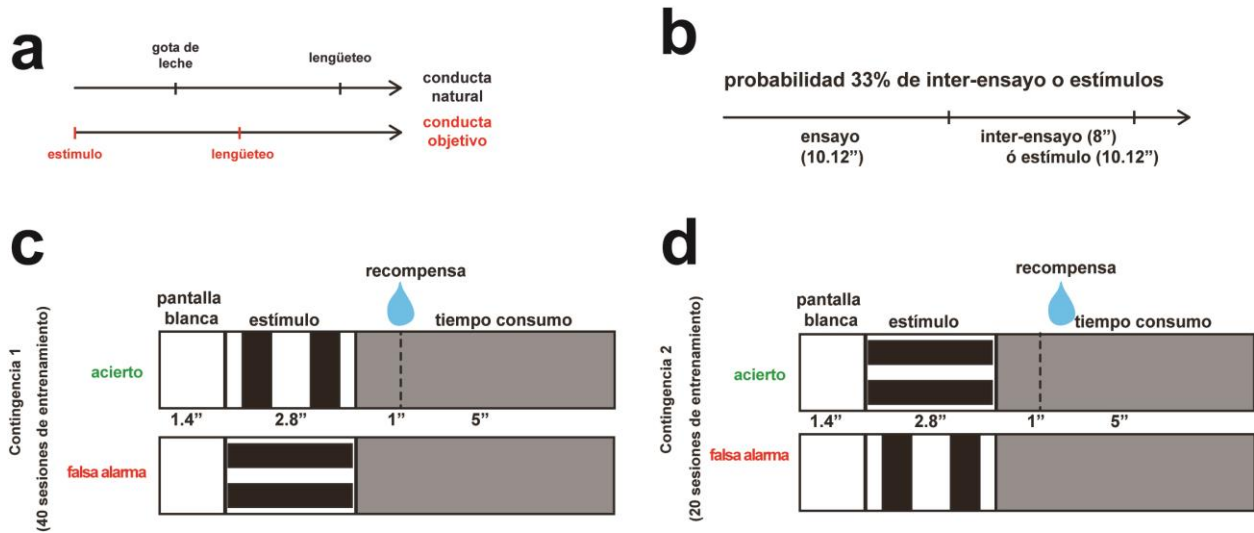 a
gota de
leche
lengüeteo
conducta
natural
conducta
objetivo
estímulo
lengüeteo
b
probabilidad 33% de inter-ensayo o estímulos
ensayo
(10.12”)
inter-ensayo (8”)
ó estímulo (10.12”)
c
Contingencia 1
(40 sesiones de entrenamiento)
recompensa
pantalla
blanca
estímulo
tiempo consumo
acierto
1.4” 2.8” 1” 5”
falsa alarma
d
Contingencia 2
(20 sesiones de entrenamiento)
recompensa
pantalla
blanca
estímulo
tiempo consumo
acierto
1.4” 2.8” 1” 5”
falsa alarma